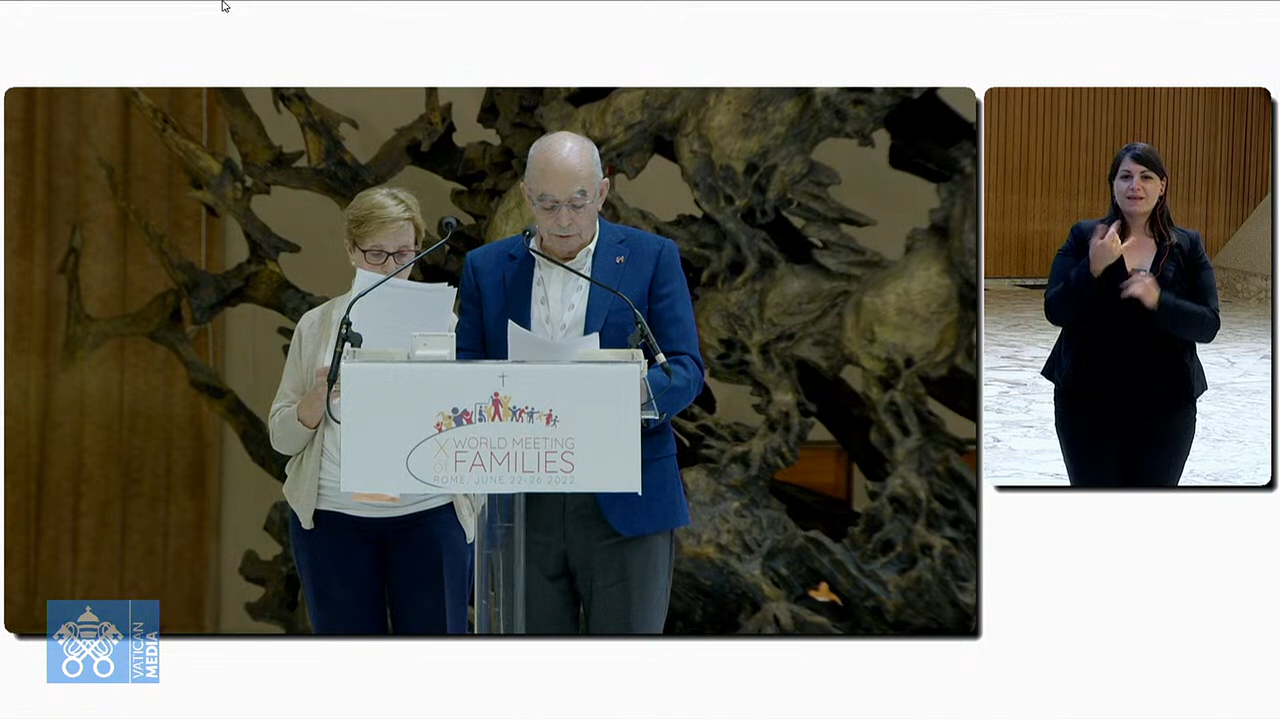 X WORLD MEETING
of FAMILIES
ROME, JUNE 22-26 2022
VATICAN
MEDIA